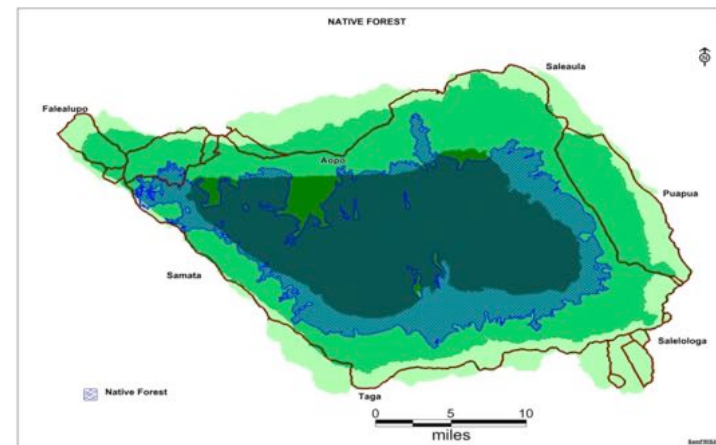 NATIVE FOREST
Saleaula
Falealupo
Aopo
Puapua
Samata
Salelologa
Native Forest
Taga
0 5 10
miles